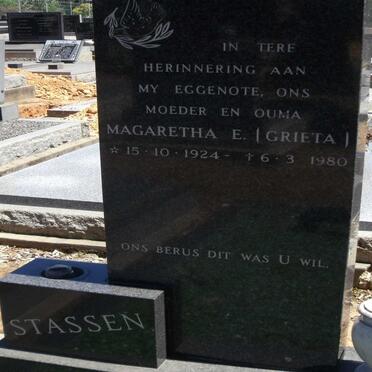 IN TERE
HERINNERING AAN
MY EGGENOTE, ONS
MOEDER EN OUMA
MAGARETHA E. (GRIETA)
☆ 15·10·1924 - †6·3 1980
ONS BERUS DIT WAS U WIL.
STASSEN